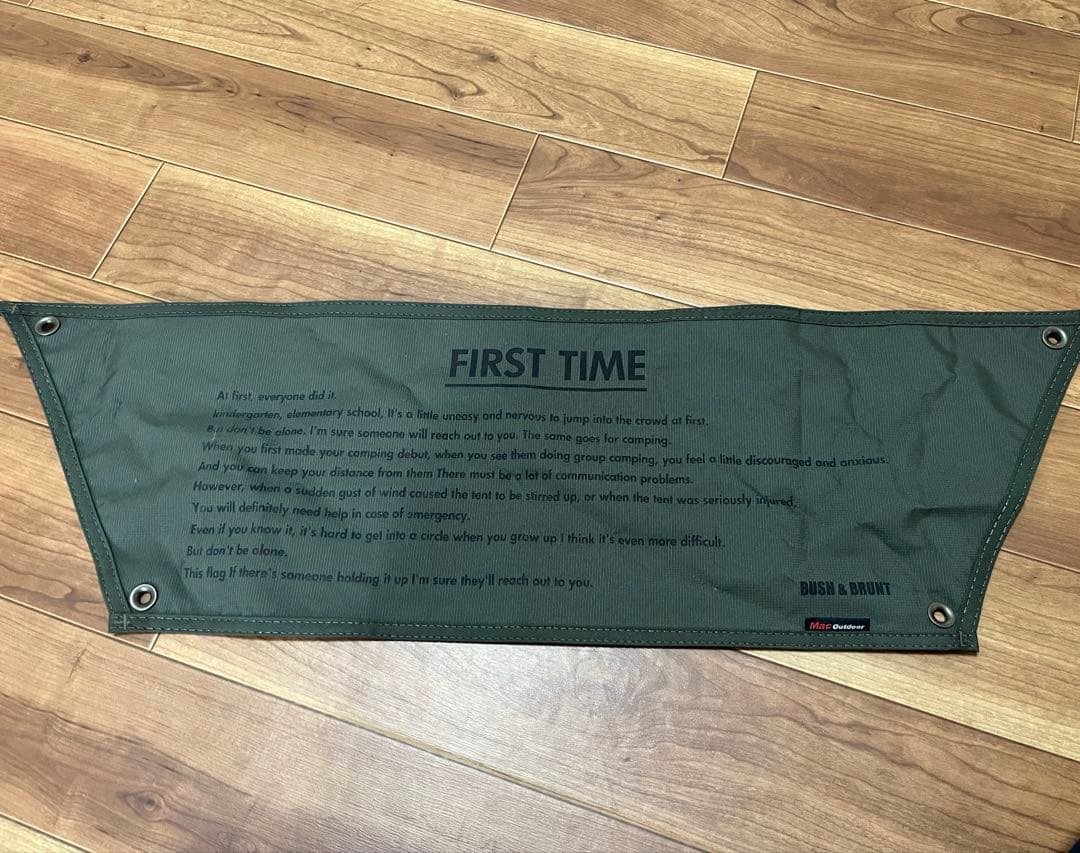 FIRST TIME
At first, everyone did it.
kindergarten, elementary school, It's a little uneasy and nervous to jump into the crowd at first.
But don't be alone. I'm sure someone will reach out to you. The same goes for camping.
When you first made your camping debut, when you see them doing group camping, you feel a little discouraged and anxious.
And you can keep your distance from them There must be a lot of communication problems.
However, when a sudden gust of wind caused the tent to be stirred up, or when the tent was seriously injured,
You will definitely need help in case of emergency.
Even if you know it, it's hard to get into a circle when you grow up I think it's even more difficult.
But don't be alone.
This flag If there's someone holding it up I'm sure they'll reach out to you.
BUSH & BRUNT
Mac Outdoor